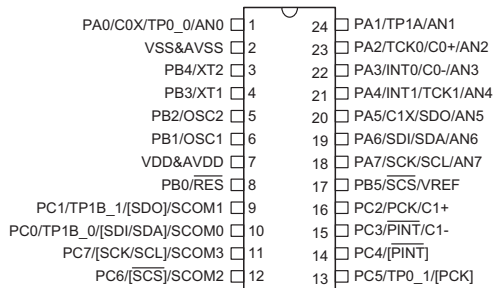 PA0/C0X/TP0_0/AN0 1 24 PA1/TP1A/AN1
VSS&AVSS 2 23 PA2/TCK0/C0+/AN2
PB4/XT2 3 22 PA3/INT0/C0-/AN3
PB3/XT1 4 21 PA4/INT1/TCK1/AN4
PB2/OSC2 5 20 PA5/C1X/SDO/AN5
PB1/OSC1 6 19 PA6/SDI/SDA/AN6
VDD&AVDD 7 18 PA7/SCK/SCL/AN7
PB0/RES 8 17 PB5/SCS/VREF
PC1/TP1B_1/[SDO]/SCOM1 9 16 PC2/PCK/C1+
PC0/TP1B_0/[SDI/SDA]/SCOM0 10 15 PC3/PINT/C1-
PC7/[SCK/SCL]/SCOM3 11 14 PC4/[PINT]
PC6/[SCS]/SCOM2 12 13 PC5/TP0_1/[PCK]